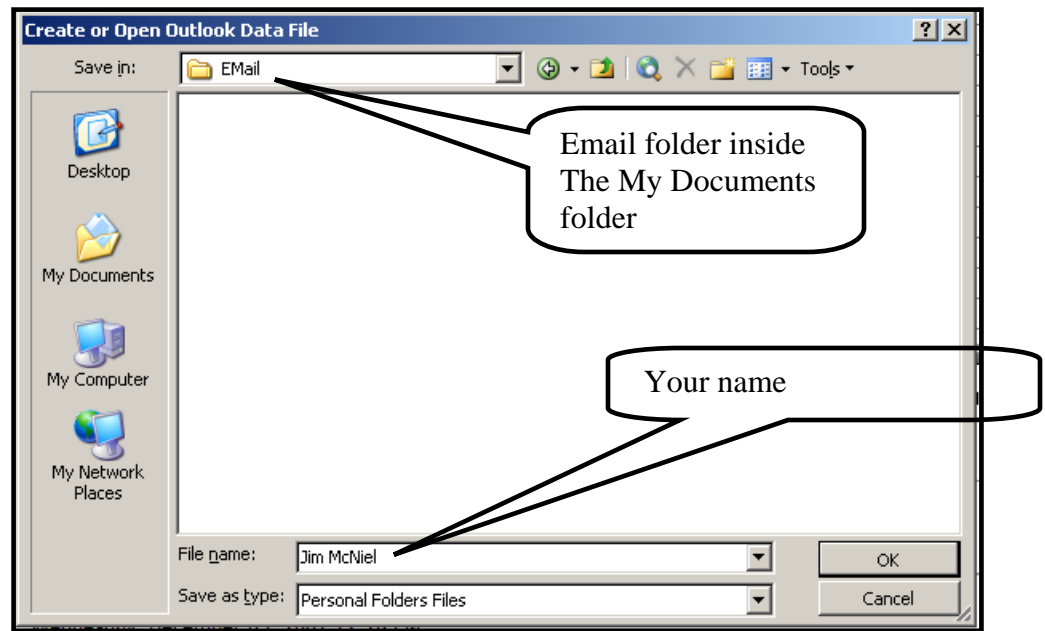 Create or Open Outlook Data File
Save in:
EMail
Tools
Desktop
My Documents
My Computer
My Network
Places
Email folder inside
The My Documents
folder
Your name
File name:
Jim McNiel
OK
Save as type:
Personal Folders Files
Cancel